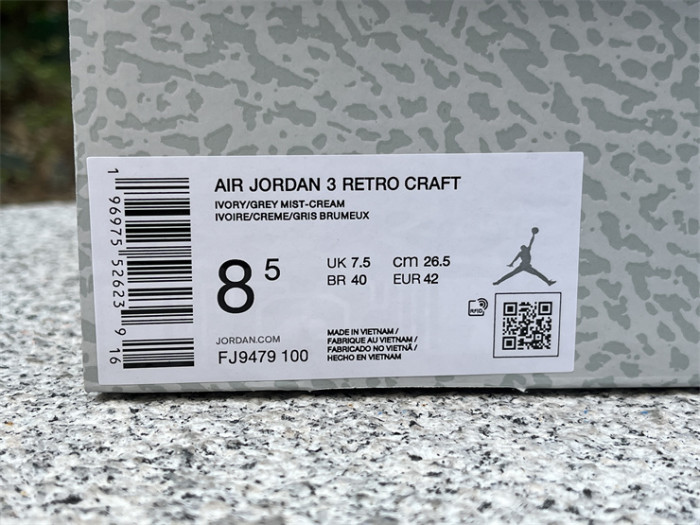 AIR JORDAN 3 RETRO CRAFT
IVORY/GREY MIST-CREAM
IVOIRE/CREME/GRIS BRUMEUX
8 5
UK 7.5 cm 26.5
BR 40 EUR 42
JORDAN.COM
FJ9479 100
MADE IN VIETNAM /
FABRIQUE AU VIETNAM /
FABRICADO NO VIETNÃ /
HECHO EN VIETNAM
RFID
1 96975 52623 9 16